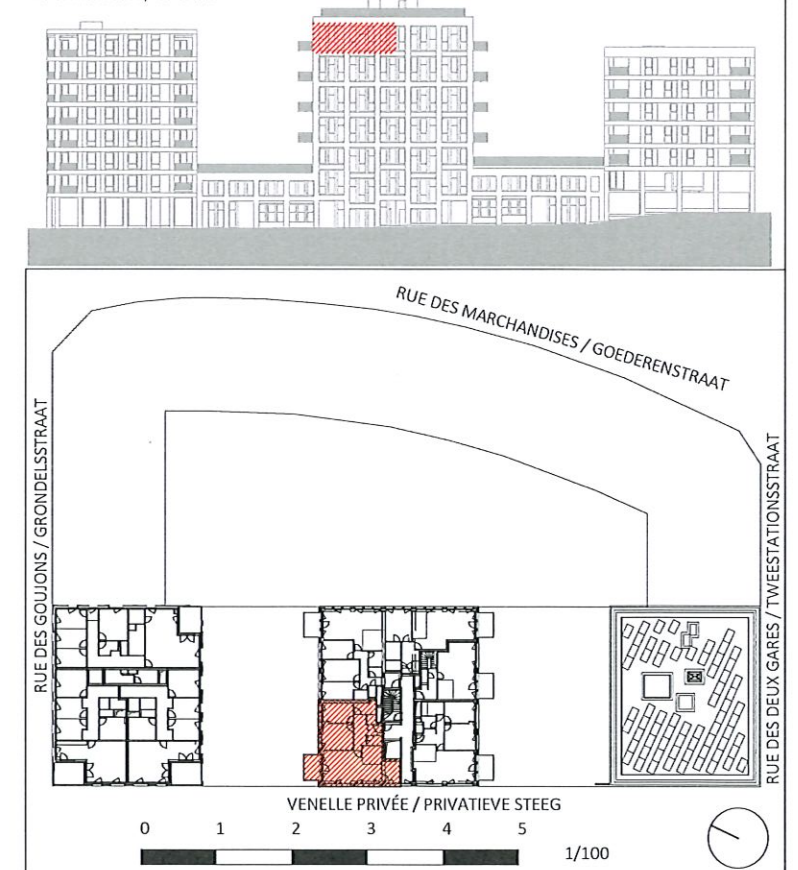 RUE DES MARCHANDISES / GOEDERENSTRAAT
RUE DES GOUJONS / GRONDELSSTRAAT
RUE DES DEUX GARES / TWEESTATIONSSTRAAT
VENELLE PRIVÉE / PRIVATIEVE STEEG
0 1 2 3 4 5
1/100